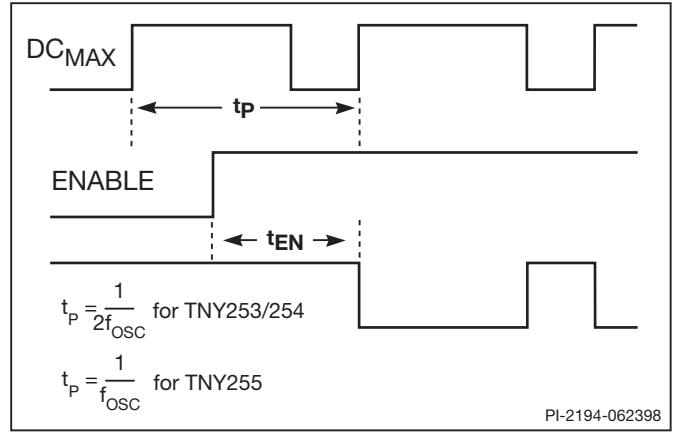 DCMAX
tP
ENABLE
tEN
tP = 1/2fOSC for TNY253/254
tP = 1/fOSC for TNY255
PI-2194-062398